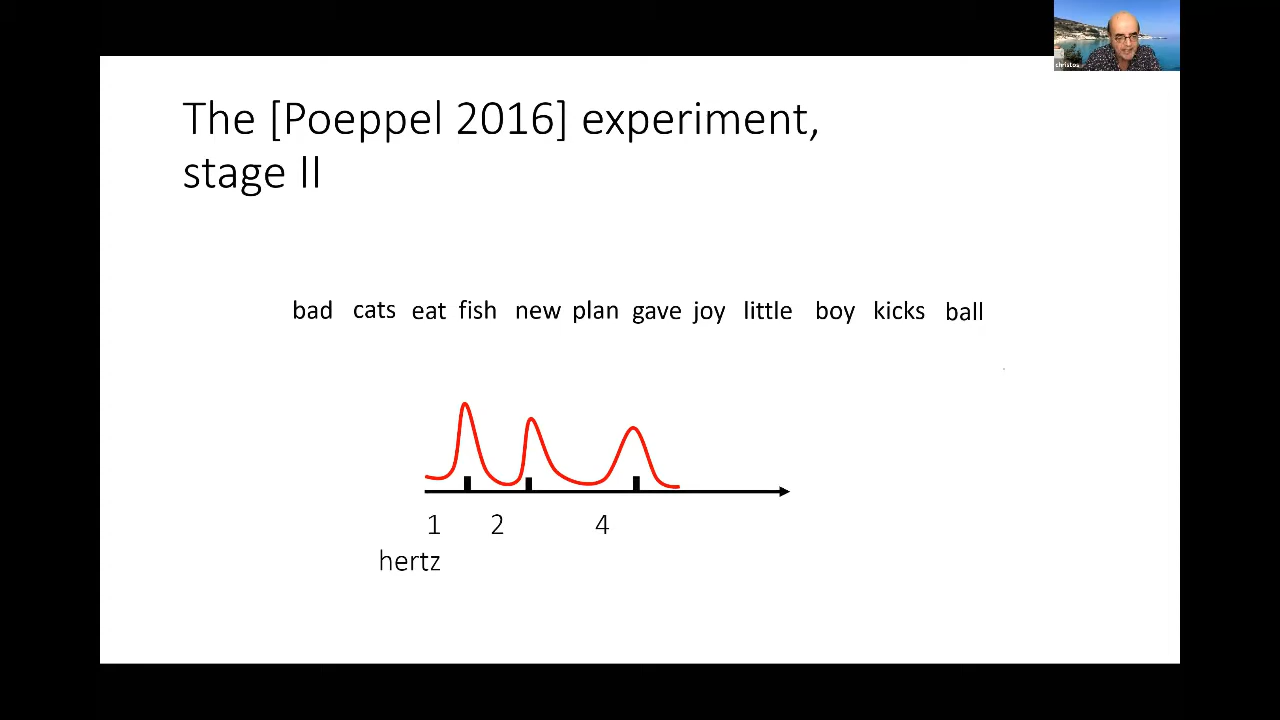 christos
The [Poeppel 2016] experiment,
stage II
bad cats eat fish new plan gave joy little boy kicks ball
1 2 4
hertz